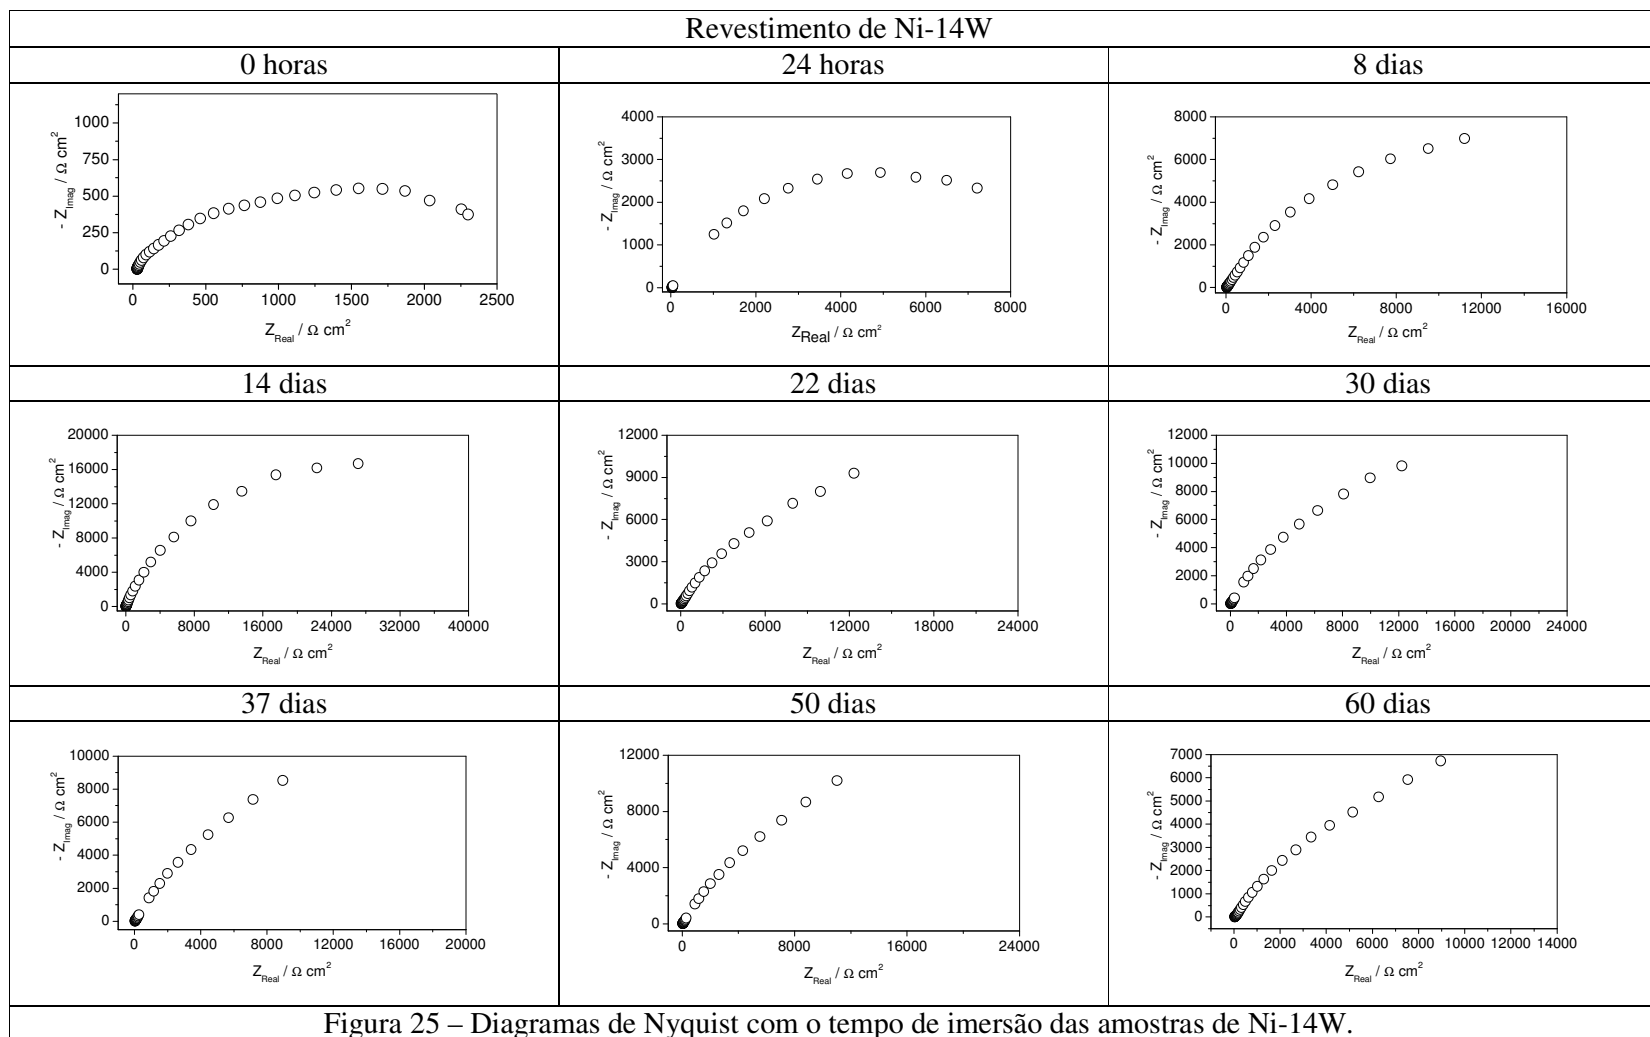 Revestimento de Ni-14W
0 horas
24 horas
8 dias
1000
750
500
250
0
- Z_Imag / Ω cm²
0 500 1000 1500 2000 2500
Z_Real / Ω cm²
4000
3000
2000
1000
0
- Z_Imag / Ω cm²
0 2000 4000 6000 8000
Z_Real / Ω cm²
8000
6000
4000
2000
0
- Z_Imag / Ω cm²
0 4000 8000 12000 16000
Z_Real / Ω cm²
14 dias
22 dias
30 dias
20000
16000
12000
8000
4000
0
- Z_Imag / Ω cm²
0 8000 16000 24000 32000 40000
Z_Real / Ω cm²
12000
9000
6000
3000
0
- Z_Imag / Ω cm²
0 6000 12000 18000 24000
Z_Real / Ω cm²
12000
10000
8000
6000
4000
2000
0
- Z_Imag / Ω cm²
0 4000 8000 12000 16000 20000 24000
Z_Real / Ω cm²
37 dias
50 dias
60 dias
10000
8000
6000
4000
2000
0
- Z_Imag / Ω cm²
0 4000 8000 12000 16000 20000
Z_Real / Ω cm²
12000
8000
4000
0
- Z_Imag / Ω cm²
0 8000 16000 24000
Z_Real / Ω cm²
7000
6000
5000
4000
3000
2000
1000
0
- Z_Imag / Ω cm²
0 2000 4000 6000 8000 10000 12000 14000
Z_Real / Ω cm²
Figura 25 – Diagramas de Nyquist com o tempo de imersão das amostras de Ni-14W.